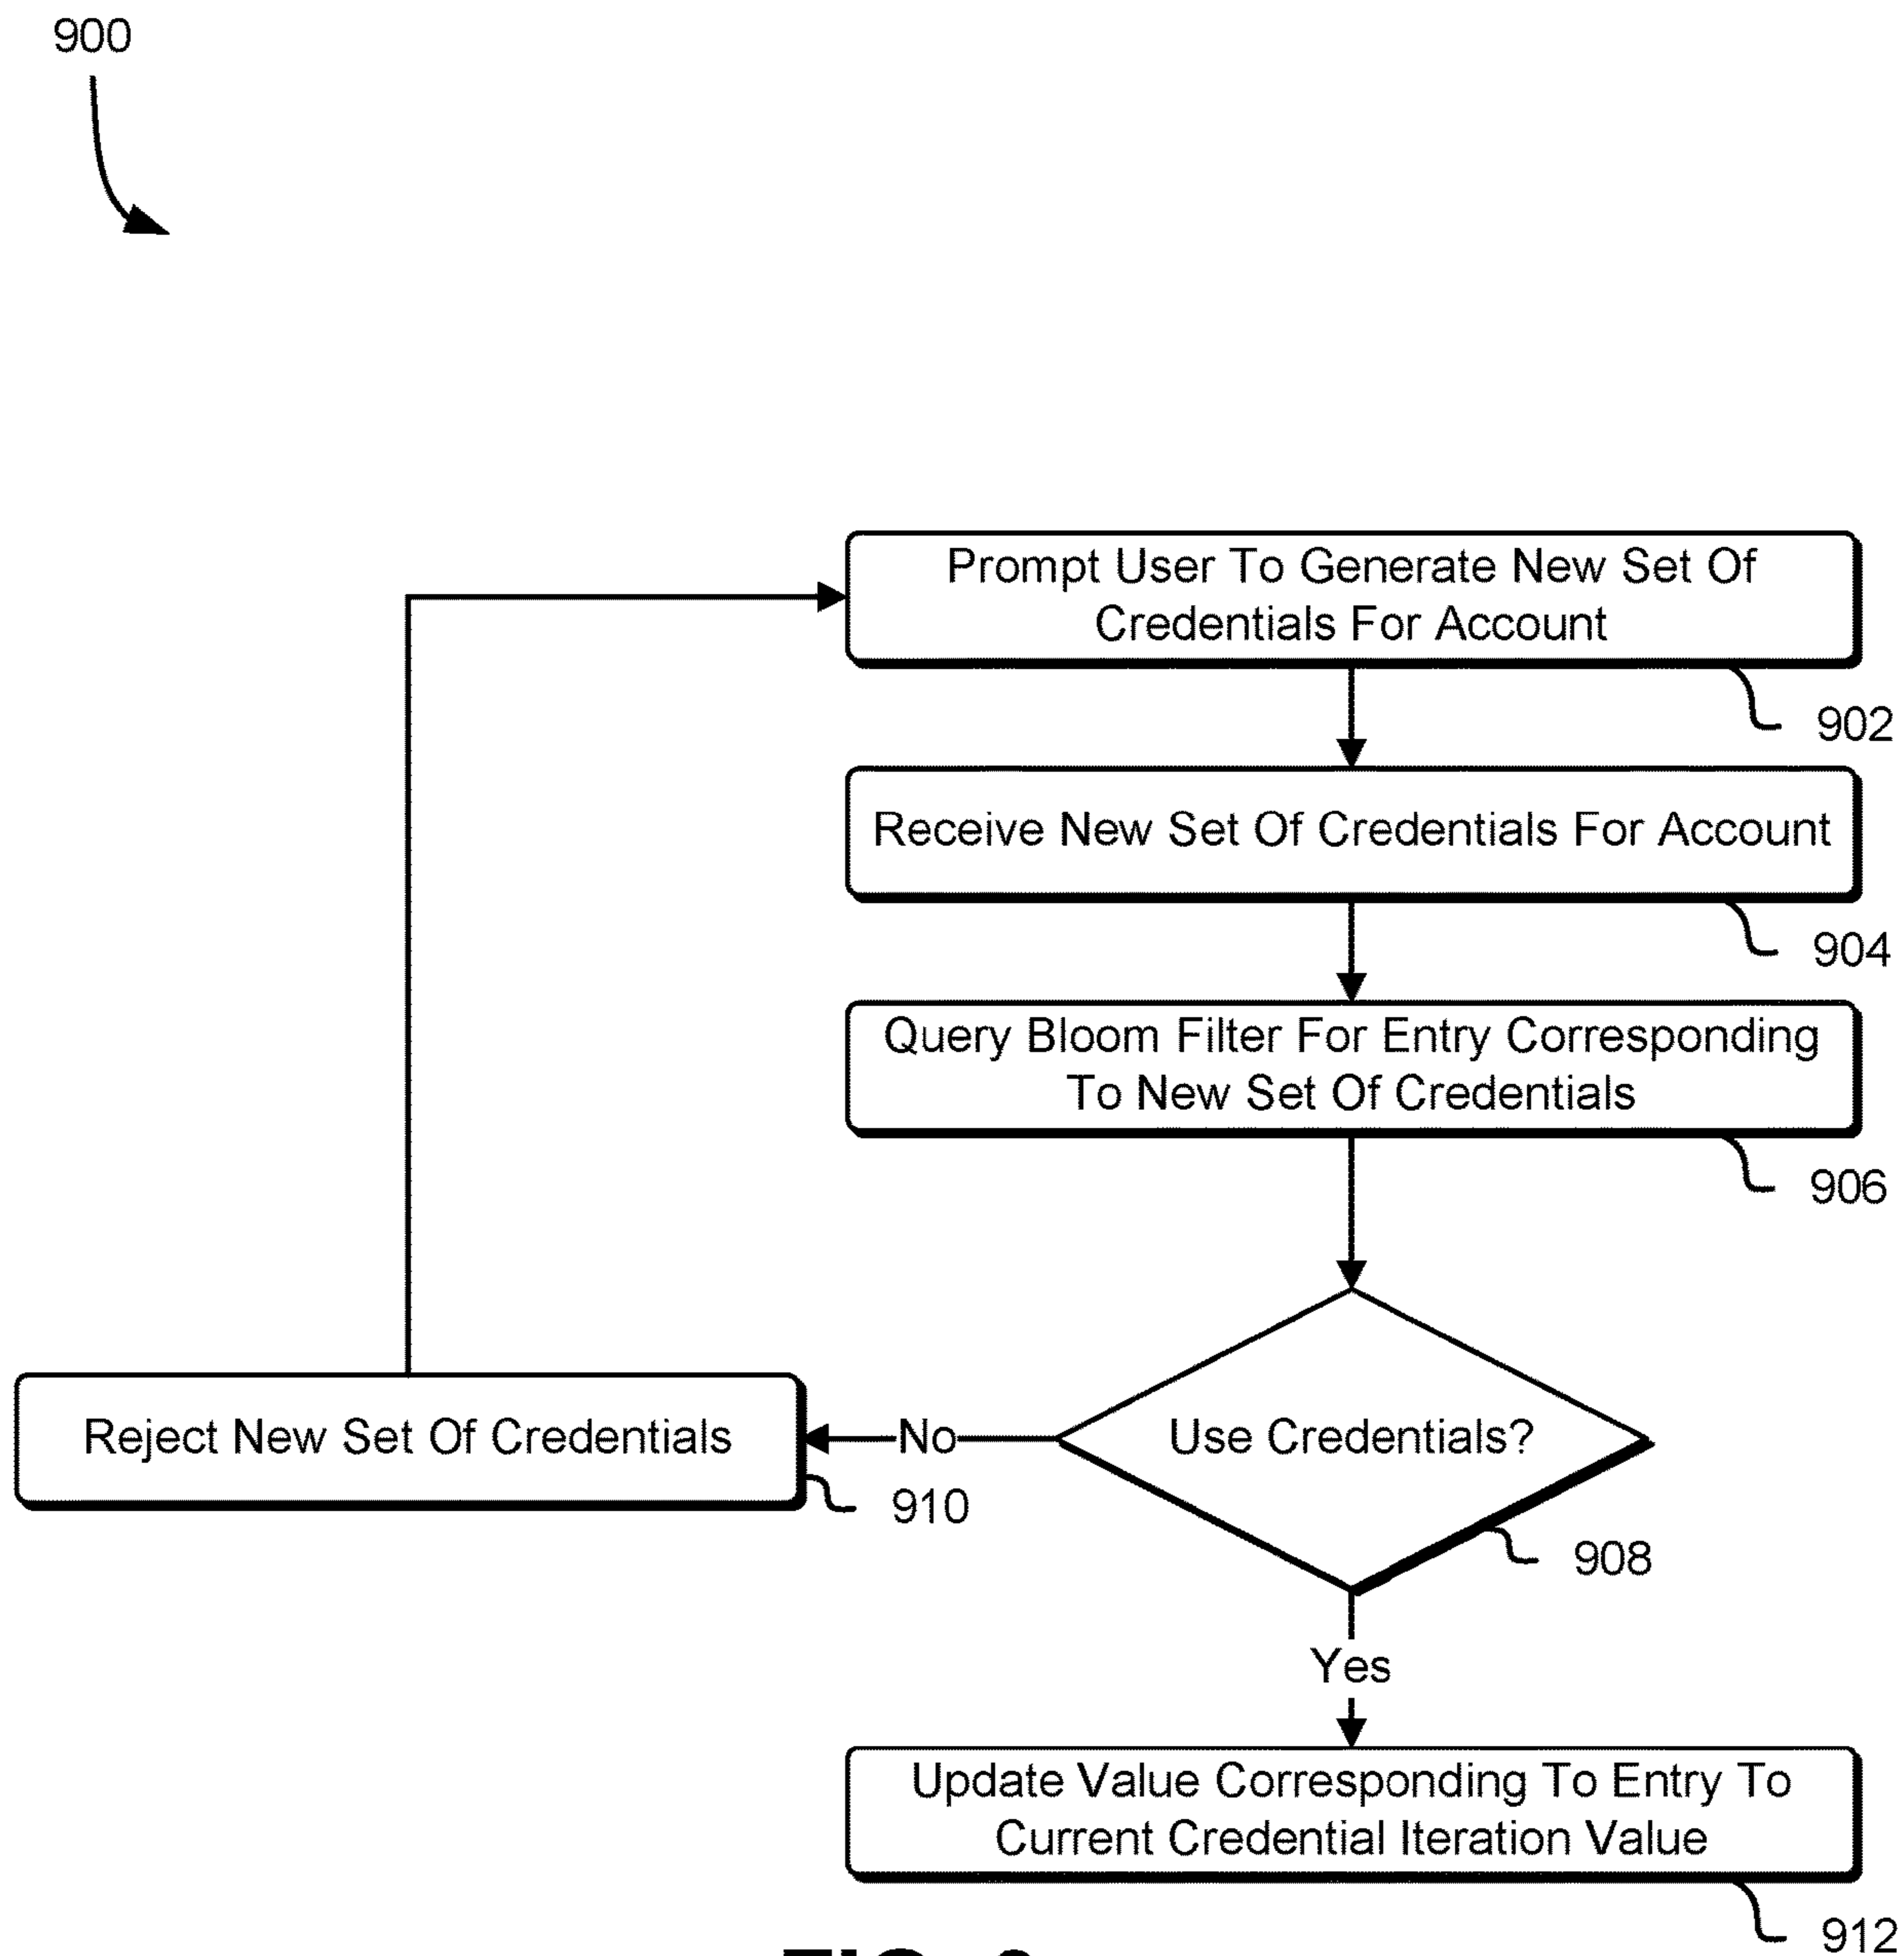 900
Prompt User To Generate New Set Of
Credentials For Account
902
Receive New Set Of Credentials For Account
904
Query Bloom Filter For Entry Corresponding
To New Set Of Credentials
906
Use Credentials?
908
No
Reject New Set Of Credentials
910
Yes
Update Value Corresponding To Entry To
Current Credential Iteration Value
912